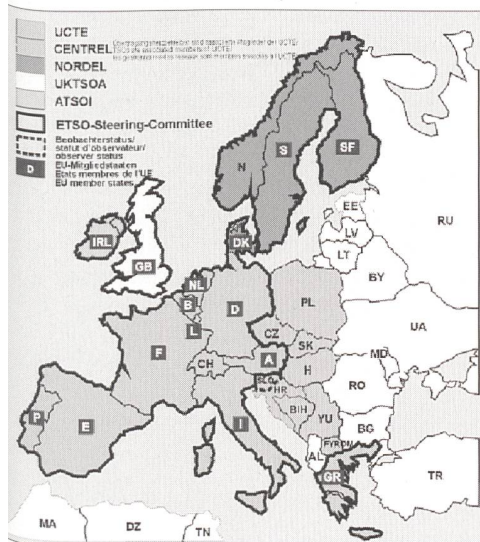 UCTE
CENTREL
NORDEL
UKTSOA
ATSOI
ETSO-Steering-Committee
Beobachterstatus/
statut d'observateur/
observer status
D
EU-Mitgliedstaaten
Etats membres de l'UE
EU member states
N
S
SF
RU
EE
LV
LT
IRL
GB
DK
BY
NL
B
D
PL
L
CZ
SK
UA
F
CH
A
H
MD
SLO
HR
RO
P
E
I
BIH
YU
BG
FYROM
AL
GR
TR
MA
DZ
TN